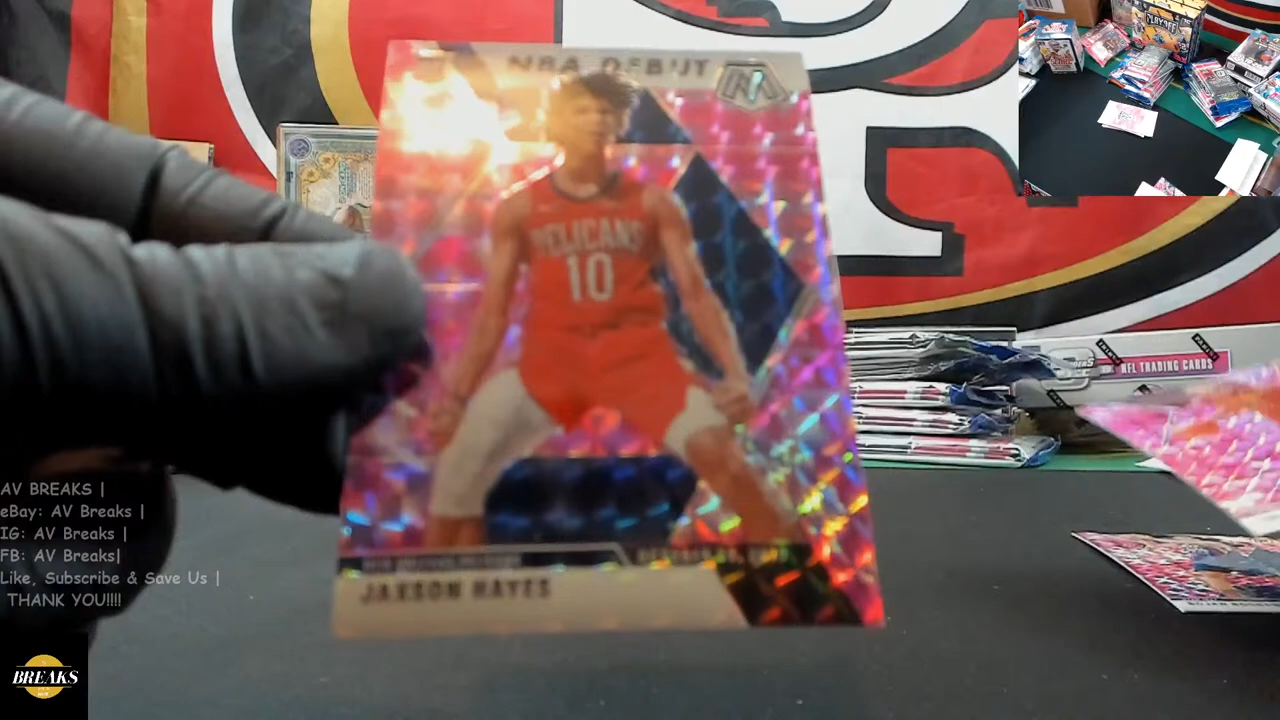 NBA DEBUT
PELICANS
10
JAXSON HAYES
PLAYOFF
NFL TRADING CARDS
AV BREAKS |
eBay: AV Breaks |
IG: AV Breaks |
FB: AV Breaks|
Like, Subscribe & Save Us |
THANK YOU!!!!
BREAKS